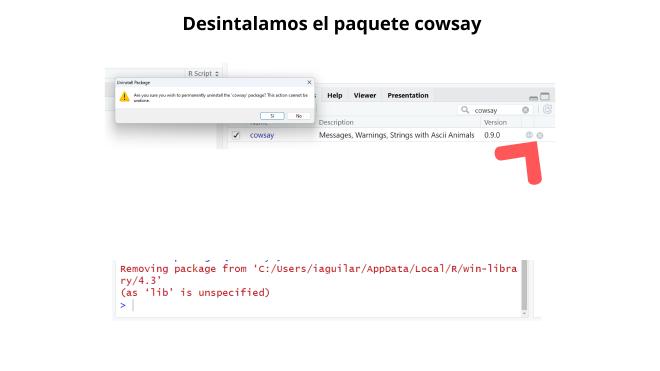 Desintalamos el paquete cowsay
R Script
Uninstall Package
Are you sure you wish to permanently uninstall the 'cowsay' package? This action cannot be
undone.
Sí No
Help Viewer Presentation
cowsay
Description Version
cowsay Messages, Warnings, Strings with Ascii Animals 0.9.0
Removing package from ‘C:/Users/iaguilar/AppData/Local/R/win-libra
ry/4.3’
(as ‘lib’ is unspecified)
>